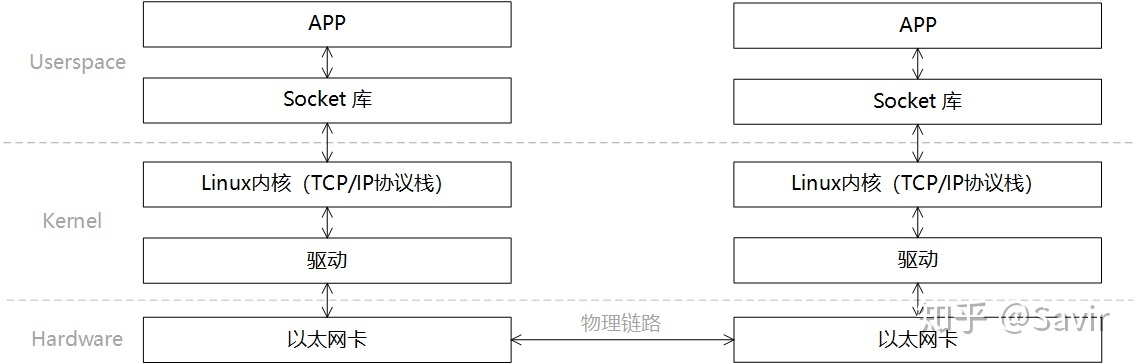 APP
APP
Userspace
Socket 库
Socket 库
Linux内核（TCP/IP协议栈）
Linux内核（TCP/IP协议栈）
Kernel
驱动
驱动
Hardware
以太网卡
物理链路
以太网卡
知乎 @Savir